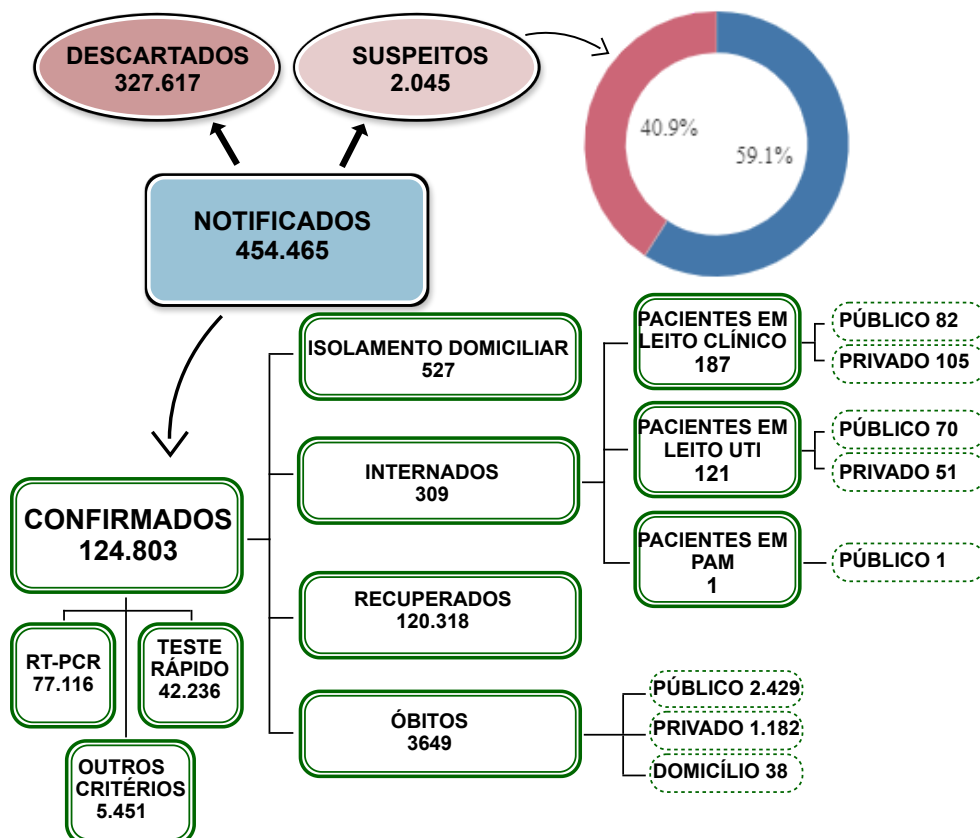 DESCARTADOS
327.617
SUSPEITOS
2.045
40.9%
59.1%
NOTIFICADOS
454.465
CONFIRMADOS
124.803
RT-PCR
77.116
TESTE
RÁPIDO
42.236
OUTROS
CRITÉRIOS
5.451
ISOLAMENTO DOMICILIAR
527
INTERNADOS
309
RECUPERADOS
120.318
ÓBITOS
3649
PACIENTES EM
LEITO CLÍNICO
187
PÚBLICO 82
PRIVADO 105
PACIENTES EM
LEITO UTI
121
PÚBLICO 70
PRIVADO 51
PACIENTES EM
PAM
1
PÚBLICO 1
PÚBLICO 2.429
PRIVADO 1.182
DOMICÍLIO 38